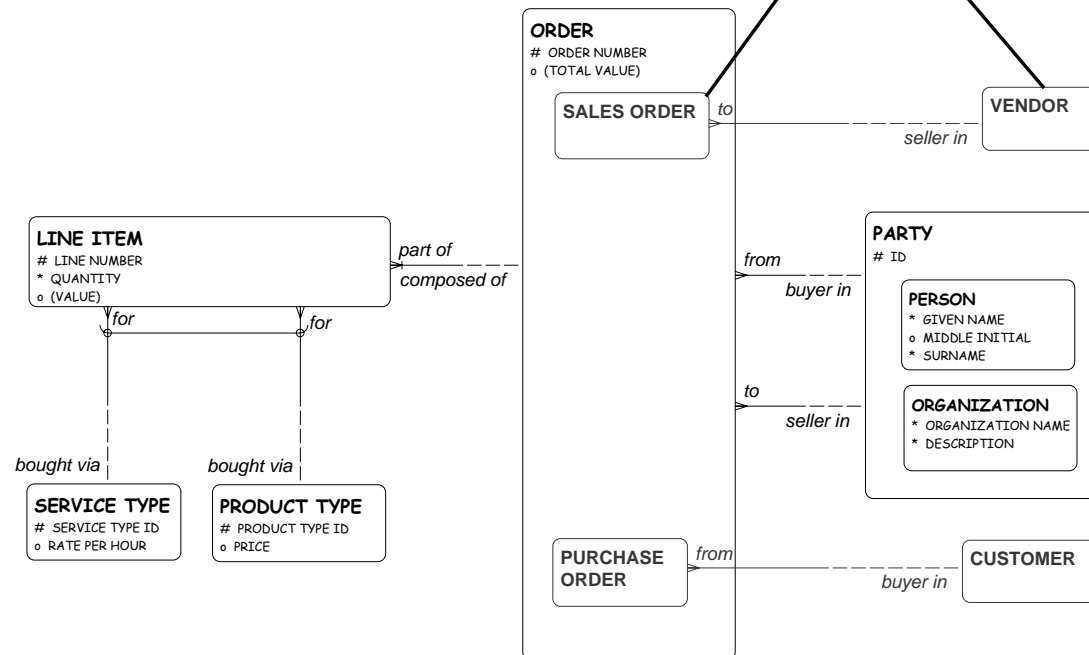 ORDER
# ORDER NUMBER
o (TOTAL VALUE)
SALES ORDER
to
seller in
VENDOR
LINE ITEM
# LINE NUMBER
* QUANTITY
o (VALUE)
part of
composed of
for
for
from
buyer in
PARTY
# ID
PERSON
* GIVEN NAME
o MIDDLE INITIAL
* SURNAME
to
seller in
ORGANIZATION
* ORGANIZATION NAME
* DESCRIPTION
bought via
bought via
SERVICE TYPE
# SERVICE TYPE ID
o RATE PER HOUR
PRODUCT TYPE
# PRODUCT TYPE ID
o PRICE
PURCHASE
ORDER
from
buyer in
CUSTOMER